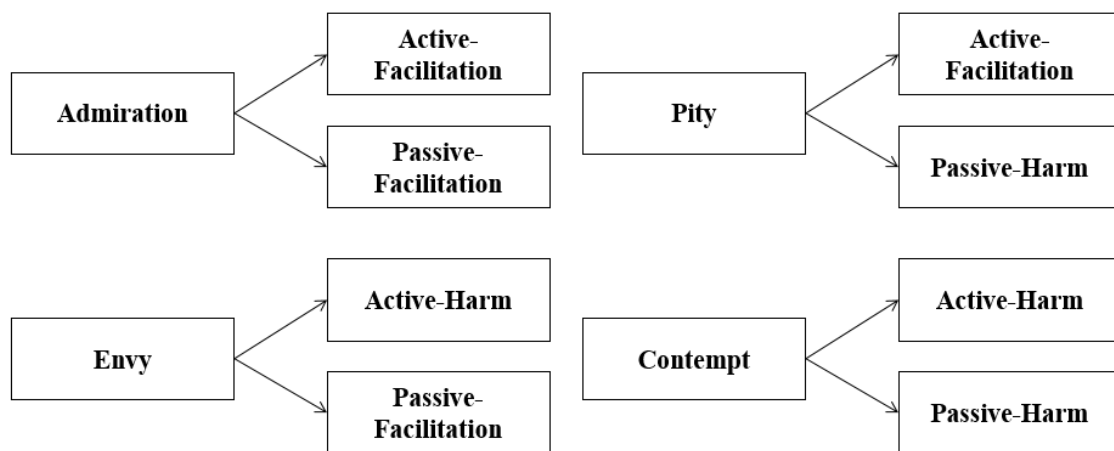 Admiration
Active-
Facilitation
Passive-
Facilitation
Pity
Active-
Facilitation
Passive-Harm
Envy
Active-Harm
Passive-
Facilitation
Contempt
Active-Harm
Passive-Harm